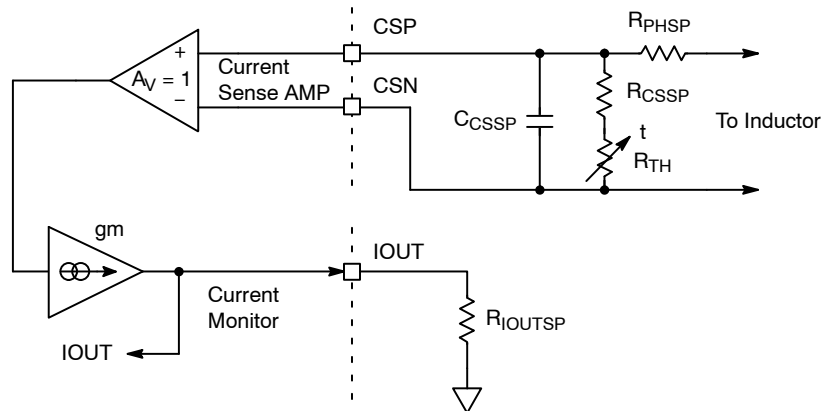 CSP
R_PHSP
+
A_V = 1
−
Current
Sense AMP
CSN
C_CSSP
R_CSSP
t
R_TH
To Inductor
gm
IOUT
Current
Monitor
IOUT
R_IOUTSP